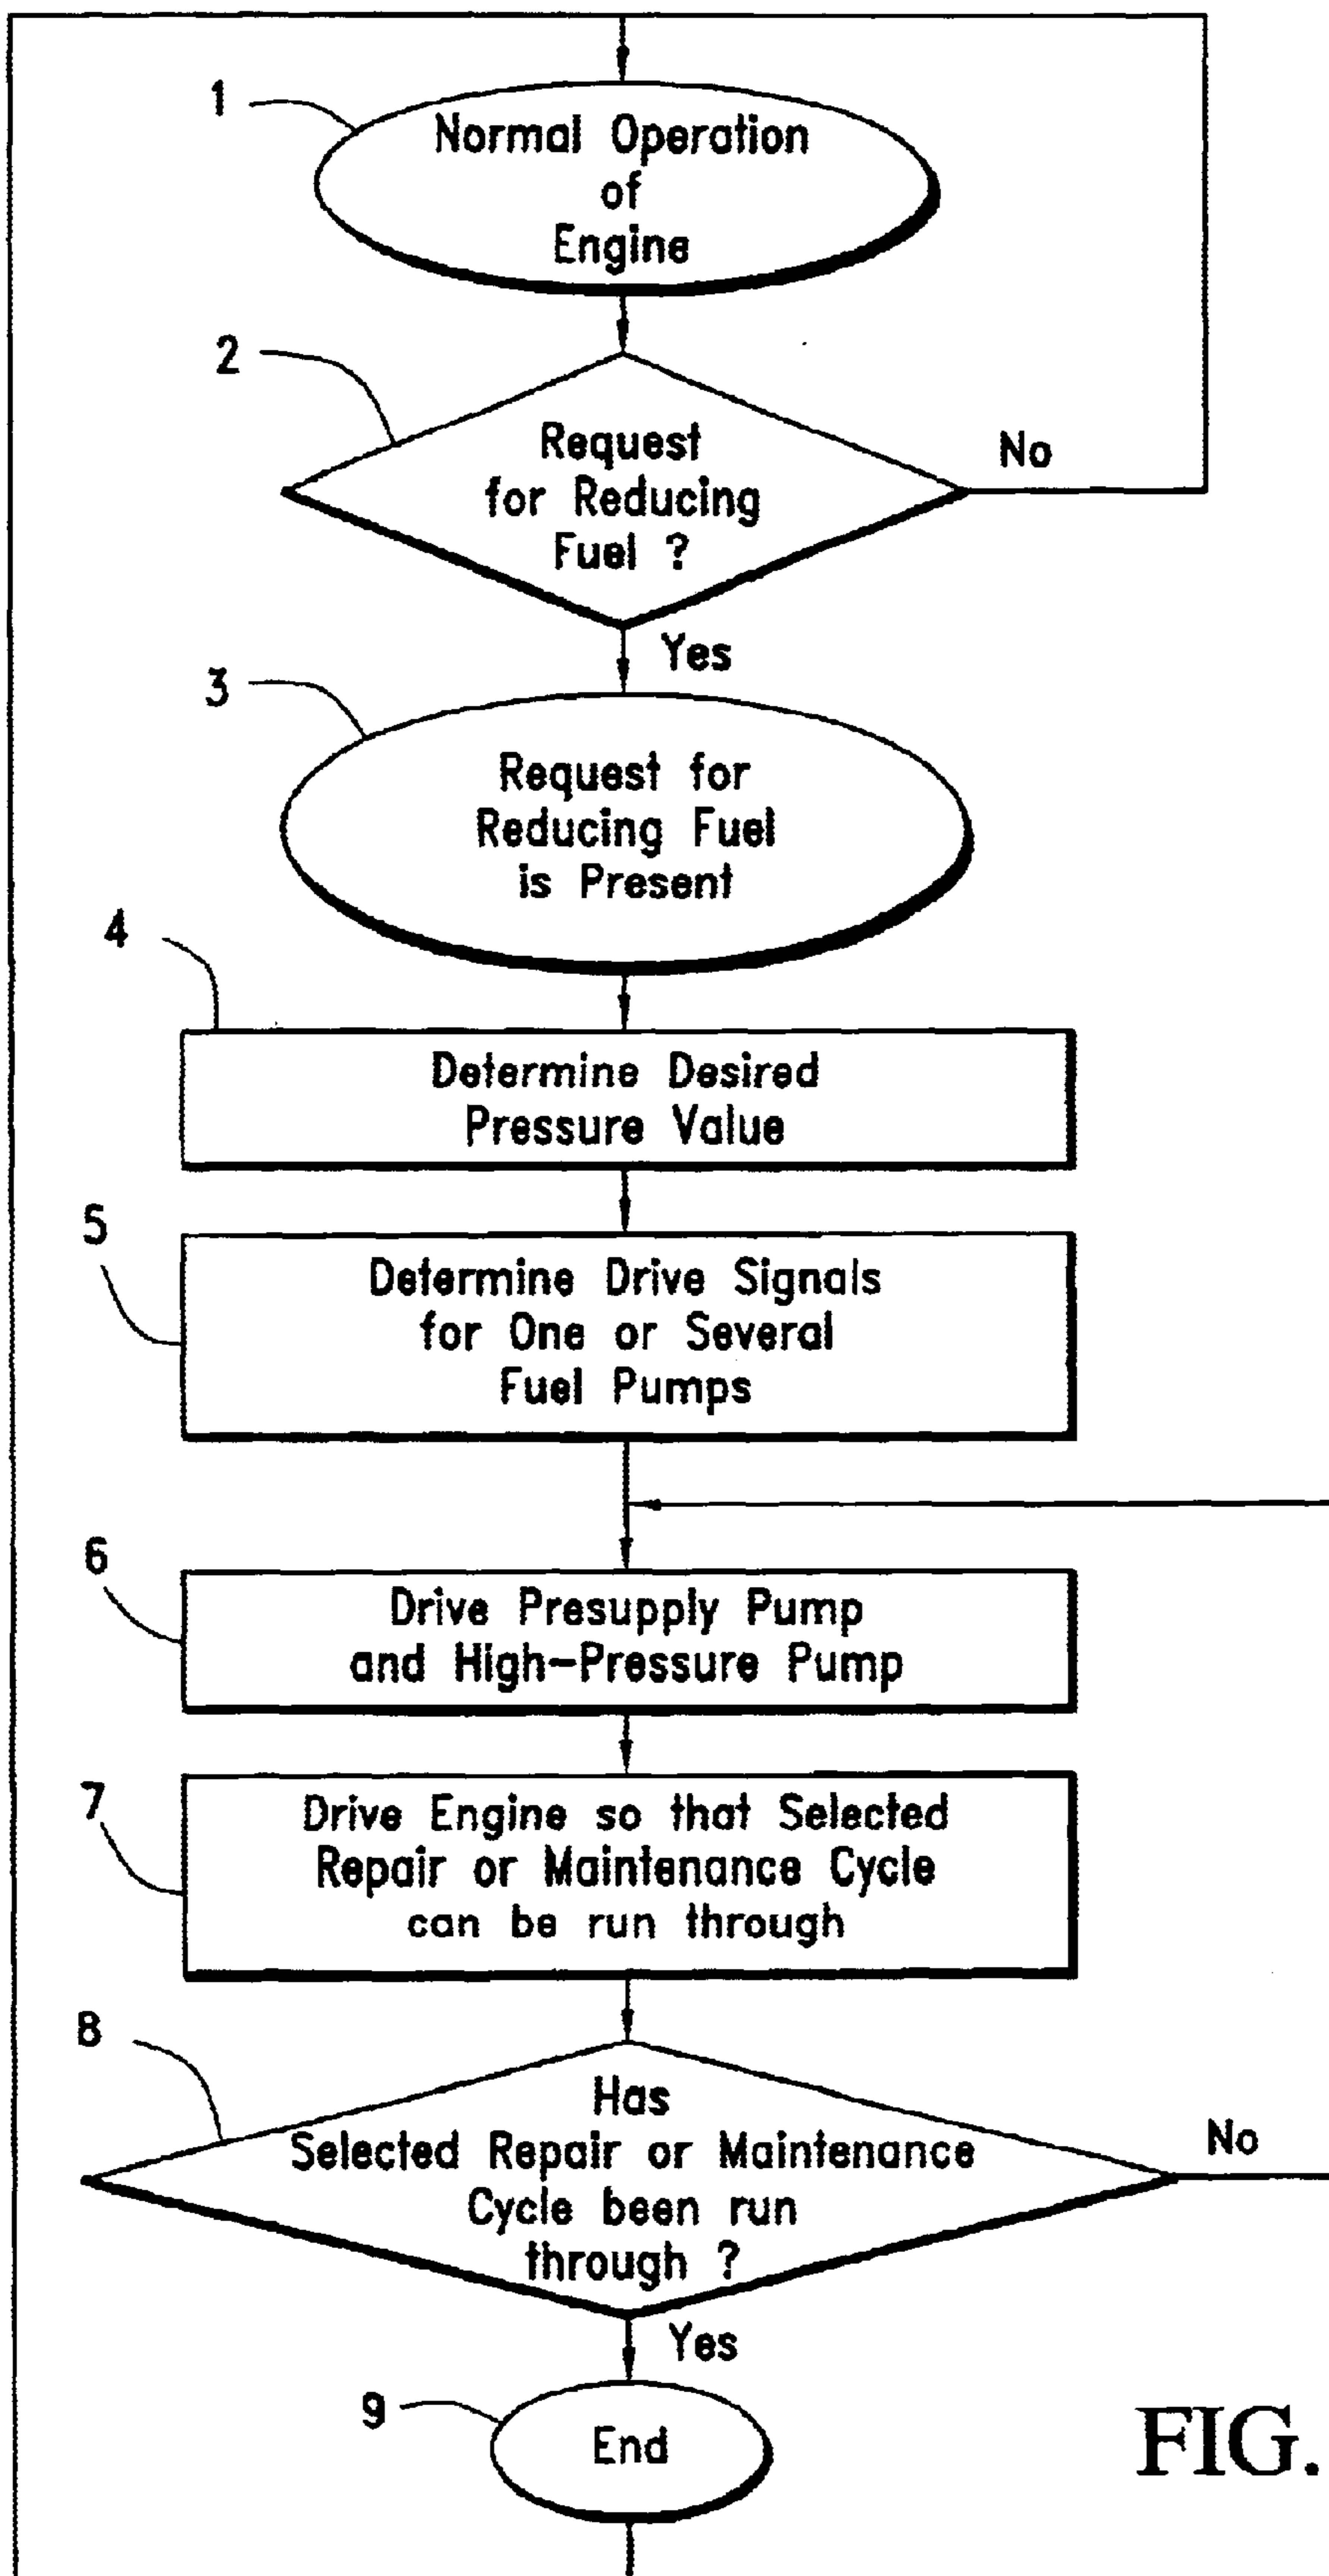 1
Normal Operation
of
Engine
2
Request
for Reducing
Fuel ?
No
Yes
3
Request for
Reducing Fuel
is Present
4
Determine Desired
Pressure Value
5
Determine Drive Signals
for One or Several
Fuel Pumps
6
Drive Presupply Pump
and High-Pressure Pump
7
Drive Engine so that Selected
Repair or Maintenance Cycle
can be run through
8
Has
Selected Repair or Maintenance
Cycle been run
through ?
No
Yes
9
End
FIG.